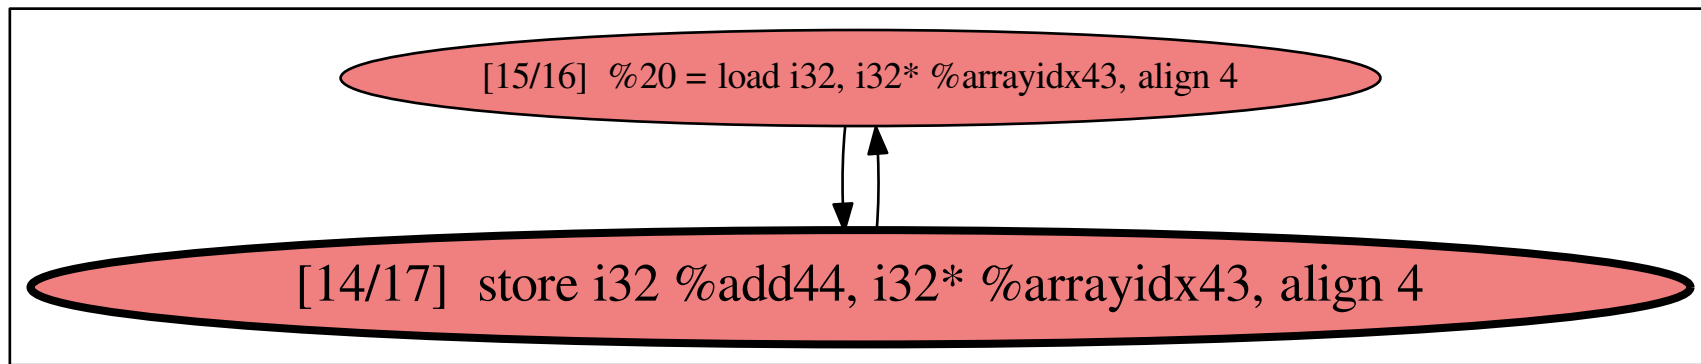 [15/16]  %20 = load i32, i32* %arrayidx43, align 4
[14/17]  store i32 %add44, i32* %arrayidx43, align 4